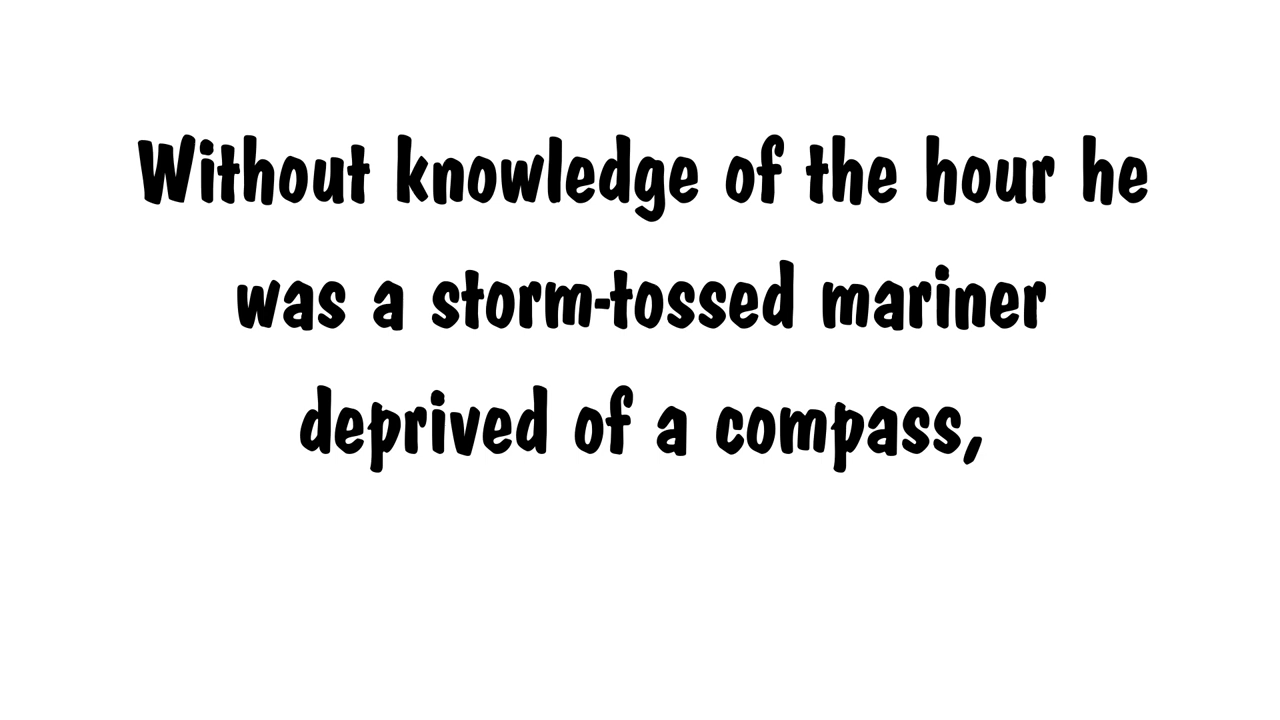 Without knowledge of the hour he
was a storm-tossed mariner
deprived of a compass,